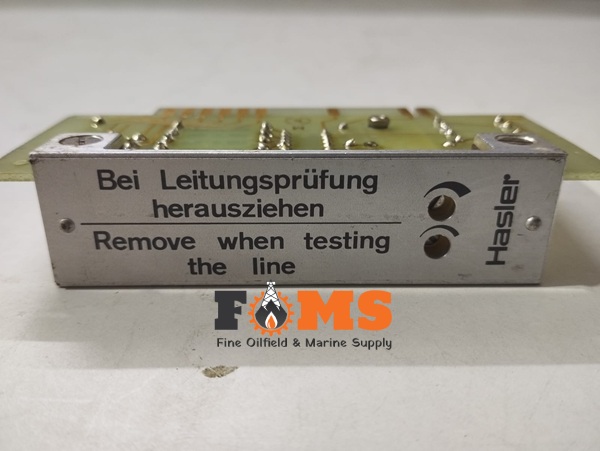 Bei Leitungsprüfung
herausziehen
Remove when testing
the line
Hasler
FOMS
Fine Oilfield & Marine Supply